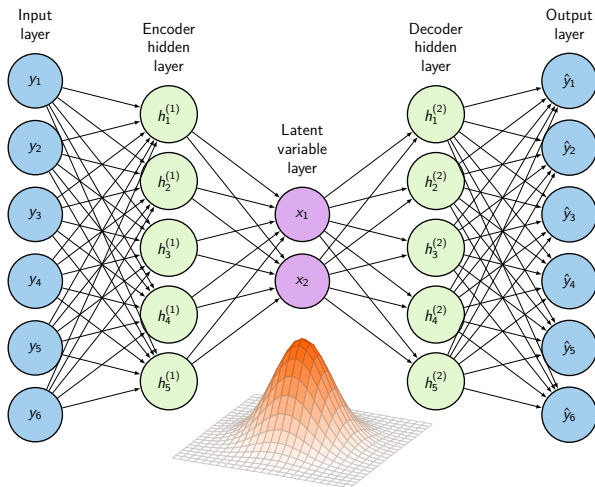 Input
layer
Encoder
hidden
layer
Latent
variable
layer
Decoder
hidden
layer
Output
layer
y₁
y₂
y₃
y₄
y₅
y₆
h₁⁽¹⁾
h₂⁽¹⁾
h₃⁽¹⁾
h₄⁽¹⁾
h₅⁽¹⁾
x₁
x₂
h₁⁽²⁾
h₂⁽²⁾
h₃⁽²⁾
h₄⁽²⁾
h₅⁽²⁾
ŷ₁
ŷ₂
ŷ₃
ŷ₄
ŷ₅
ŷ₆